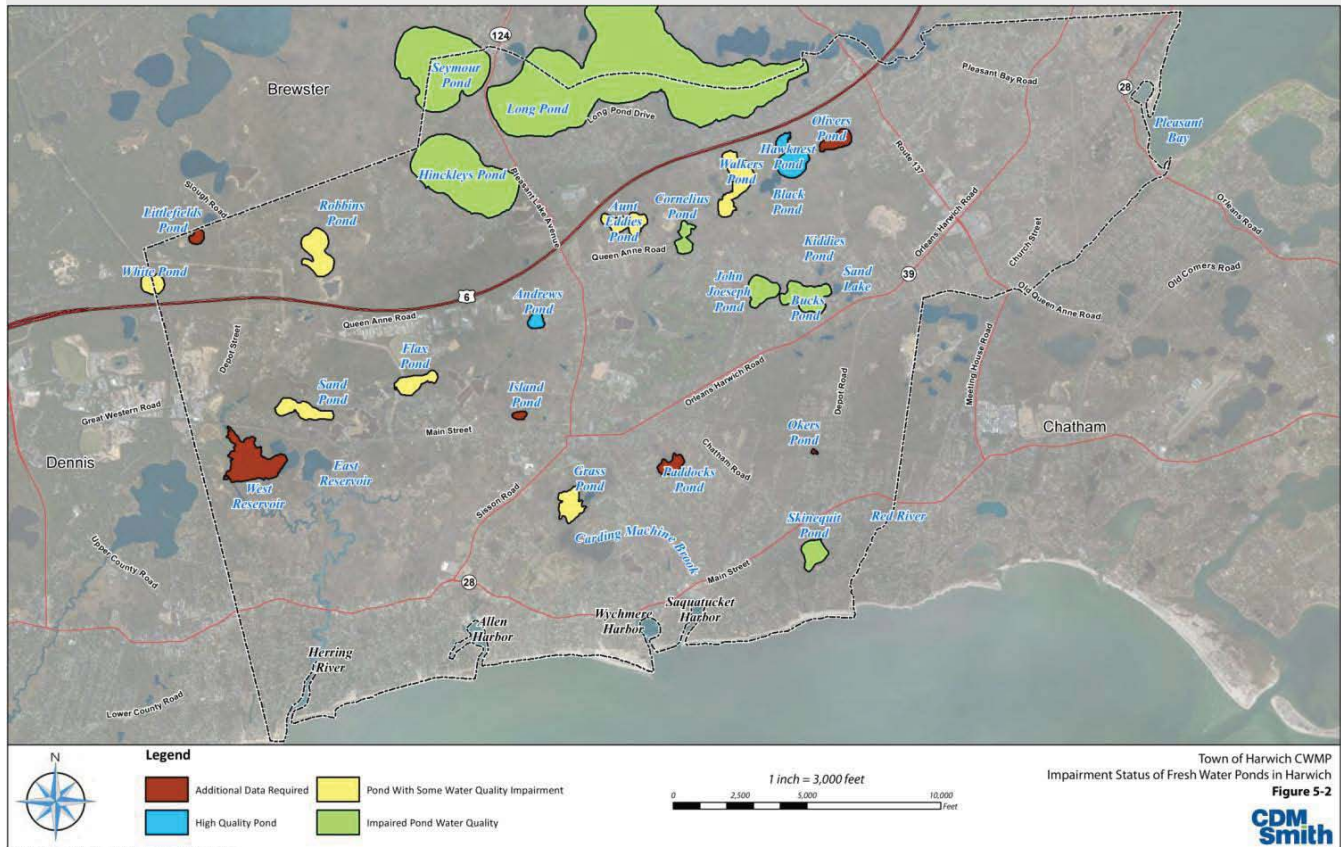 124
Seymour
Pond
Brewster
Long Pond
Long Pond Drive
Pleasant Bay Road
28
Pleasant
Bay
Olivers
Pond
Hawknest
Pond
Walkers
Pond
Black
Pond
Route 137
Hinckleys Pond
Pleasant Lake Avenue
Slough Road
Littlefields
Pond
Robbins
Pond
Aunt
Eddies
Pond
Cornelius
Pond
Queen Anne Road
Orleans Harwich Road
Church Street
Orleans Road
White Pond
Kiddies
Pond
John
Joeseph
Pond
Bucks
Pond
Sand
Lake
39
Old Comers Road
Old Queen Anne Road
6
Andrews
Pond
Queen Anne Road
Depot Street
Flax
Pond
Sand
Pond
Island
Pond
Orleans Harwich Road
Depot Road
Meeting House Road
Great Western Road
Main Street
Okers
Pond
Chatham
Dennis
East
Reservoir
West
Reservoir
Chatham Road
Paddocks
Pond
Grass
Pond
Sisson Road
Skinequit
Pond
Red River
Carding Machine Brook
Main Street
Upper County Road
28
Saquatucket
Harbor
Wychmere
Harbor
Allen
Harbor
Herring
River
Lower County Road
N
Legend
Additional Data Required
Pond With Some Water Quality Impairment
High Quality Pond
Impaired Pond Water Quality
1 inch = 3,000 feet
0 2,500 5,000 10,000
Feet
Town of Harwich CWMP
Impairment Status of Fresh Water Ponds in Harwich
Figure 5-2
CDM
Smith